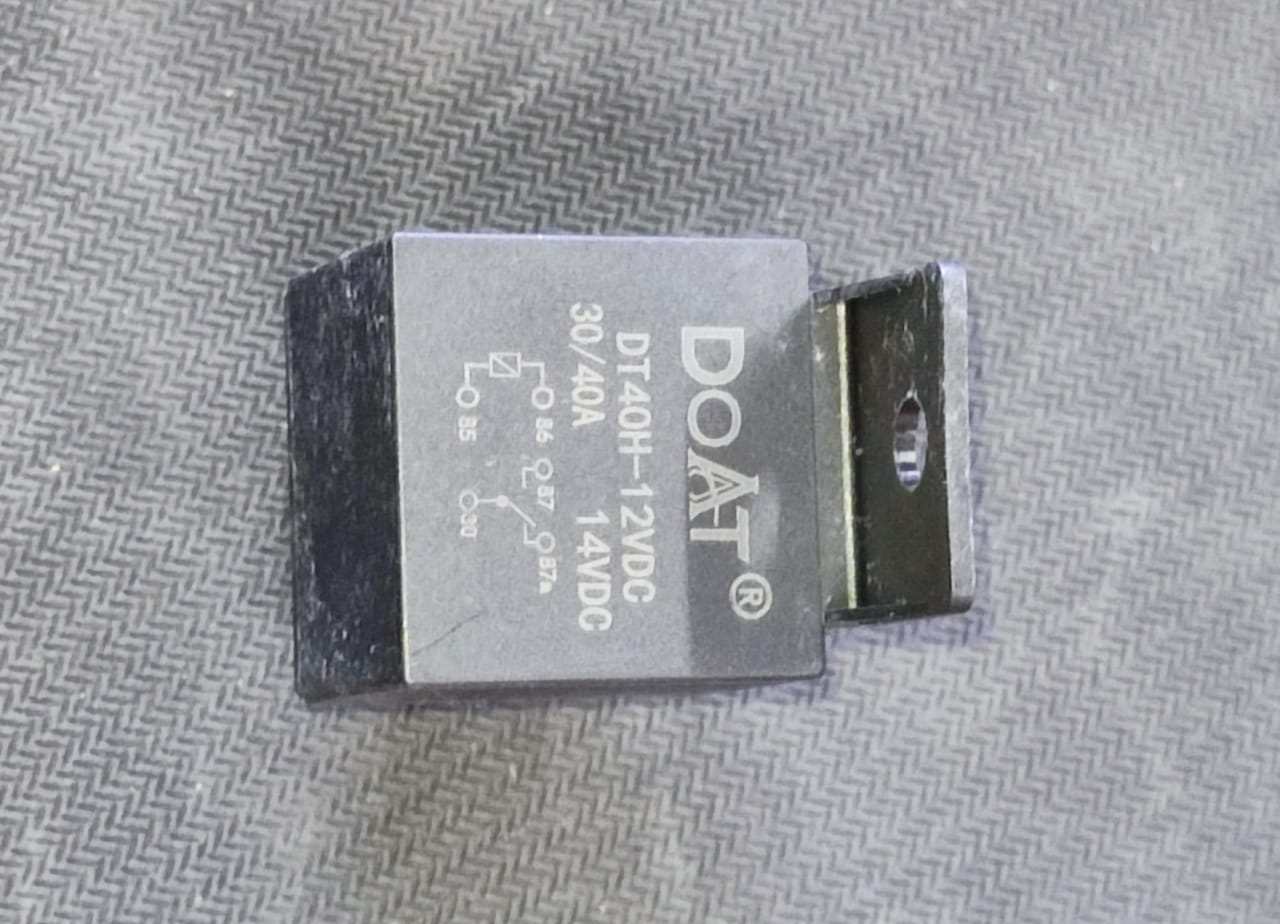 DOAT®
DT40H-12VDC
30/40A 14VDC
86 87 87a
85 30